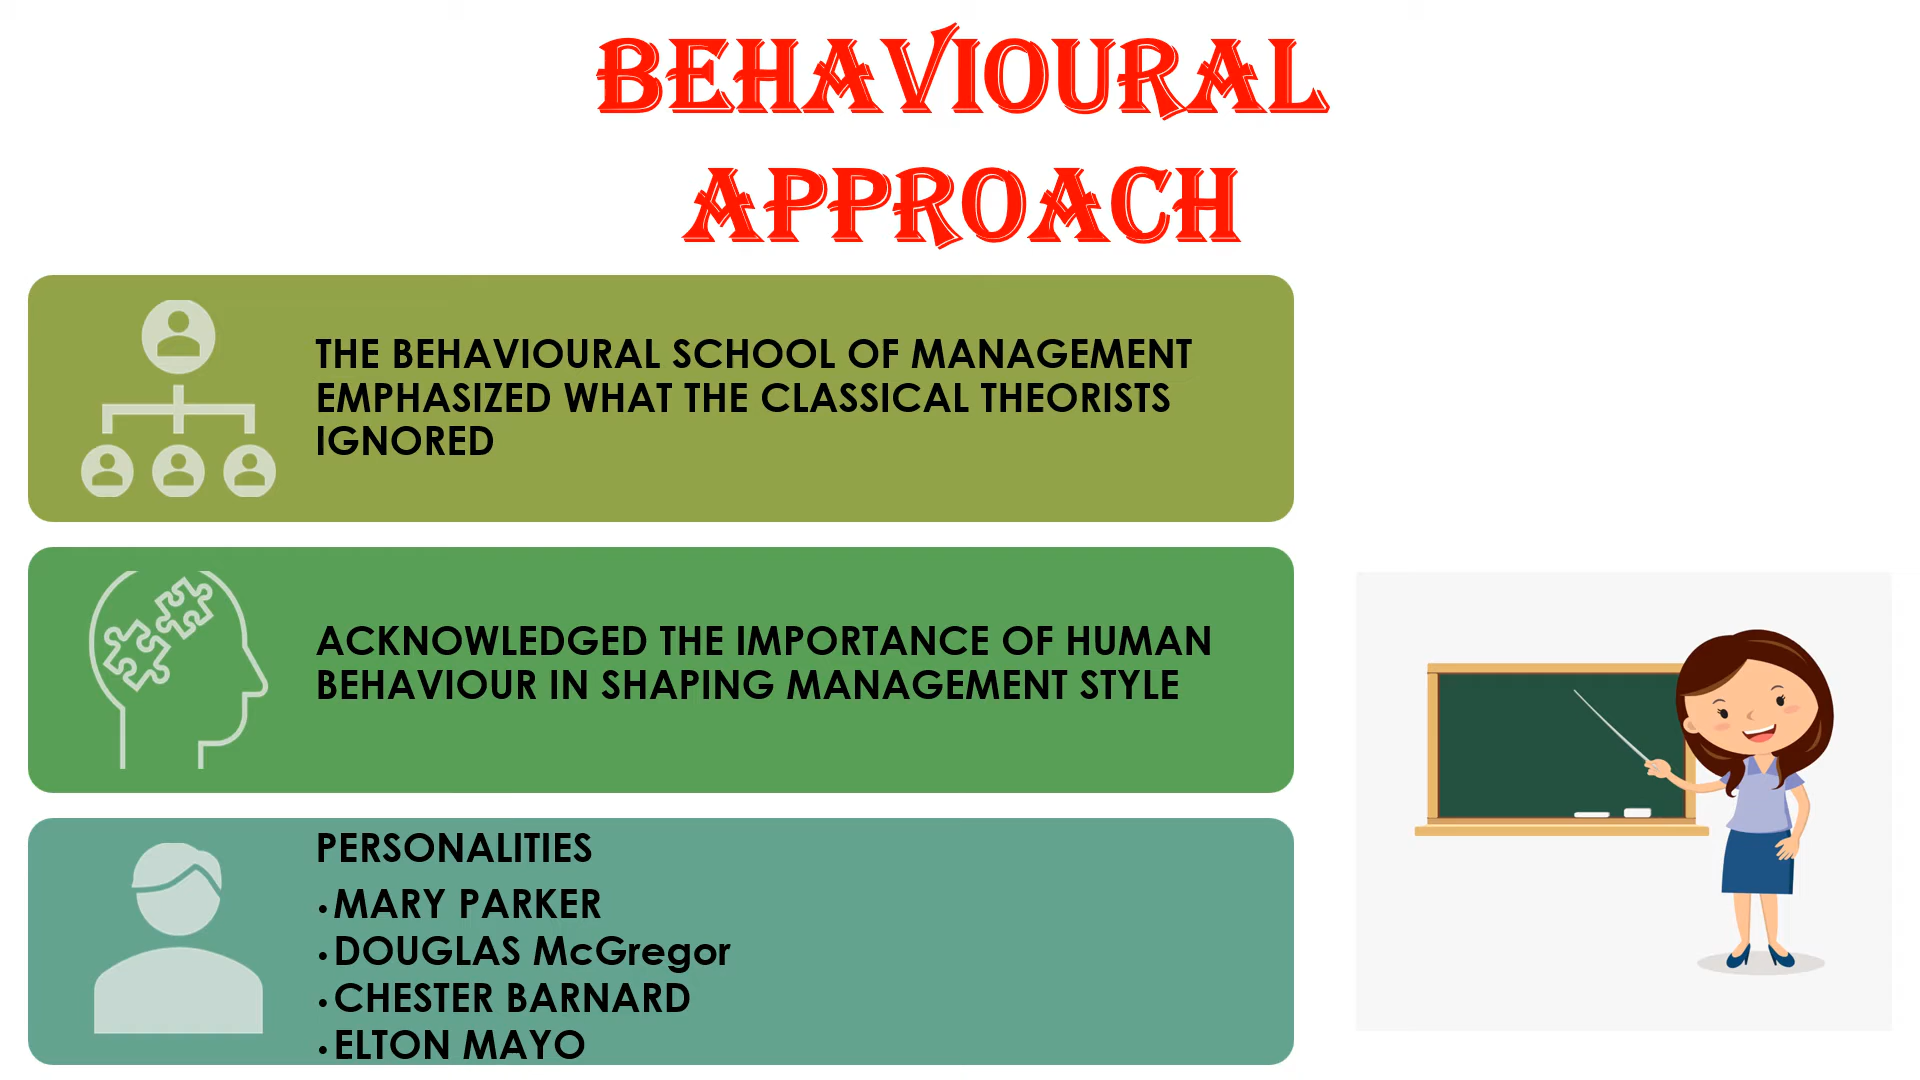 BEHAVIOURAL
APPROACH
THE BEHAVIOURAL SCHOOL OF MANAGEMENT
EMPHASIZED WHAT THE CLASSICAL THEORISTS
IGNORED
ACKNOWLEDGED THE IMPORTANCE OF HUMAN
BEHAVIOUR IN SHAPING MANAGEMENT STYLE
PERSONALITIES
• MARY PARKER
• DOUGLAS McGregor
• CHESTER BARNARD
• ELTON MAYO